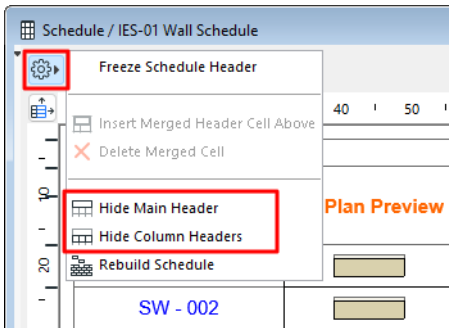 Schedule / IES-01 Wall Schedule
Freeze Schedule Header
40 50
Insert Merged Header Cell Above
Delete Merged Cell
10
Hide Main Header
Plan Preview
Hide Column Headers
20
Rebuild Schedule
SW - 002